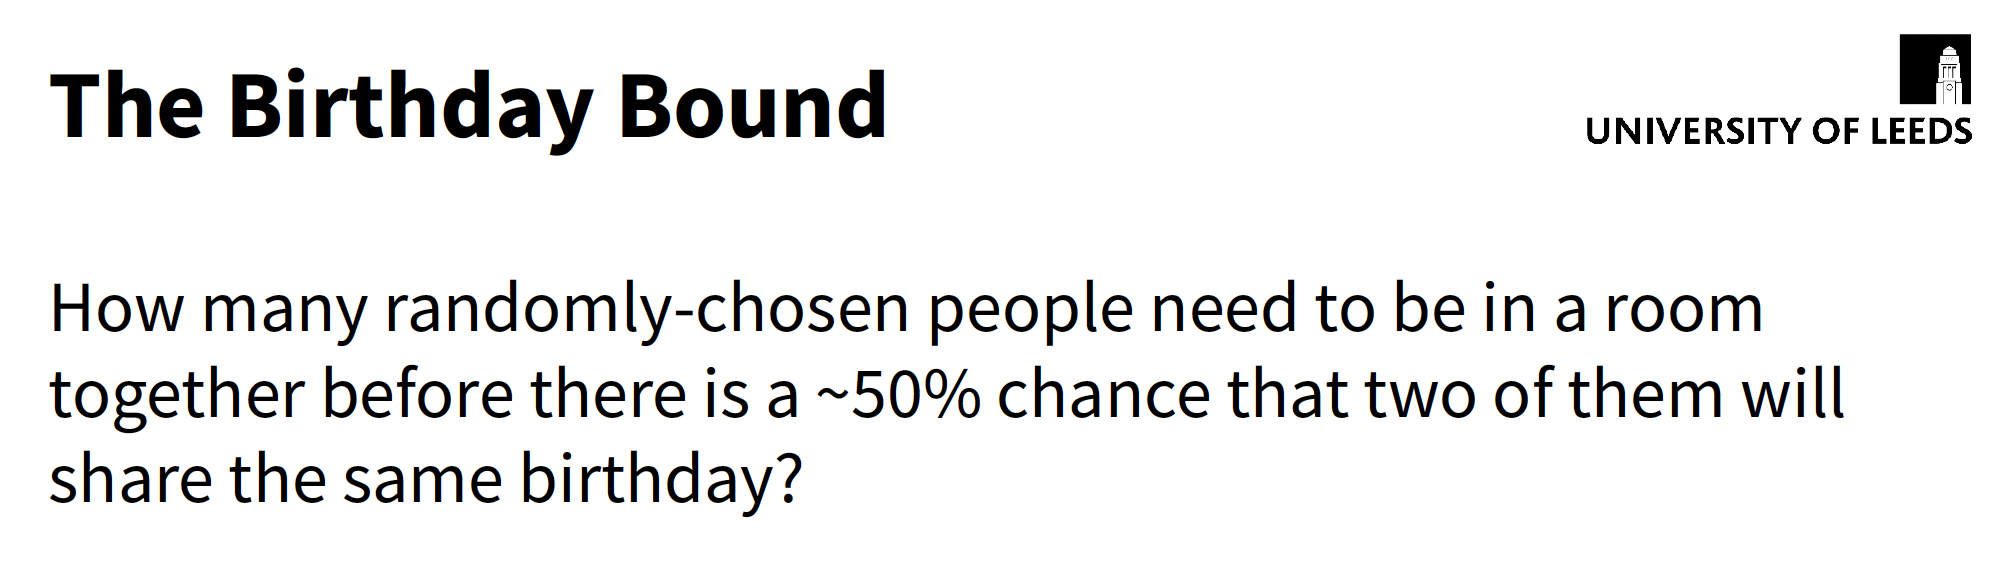 The Birthday Bound
UNIVERSITY OF LEEDS
How many randomly-chosen people need to be in a room
together before there is a ~50% chance that two of them will
share the same birthday?